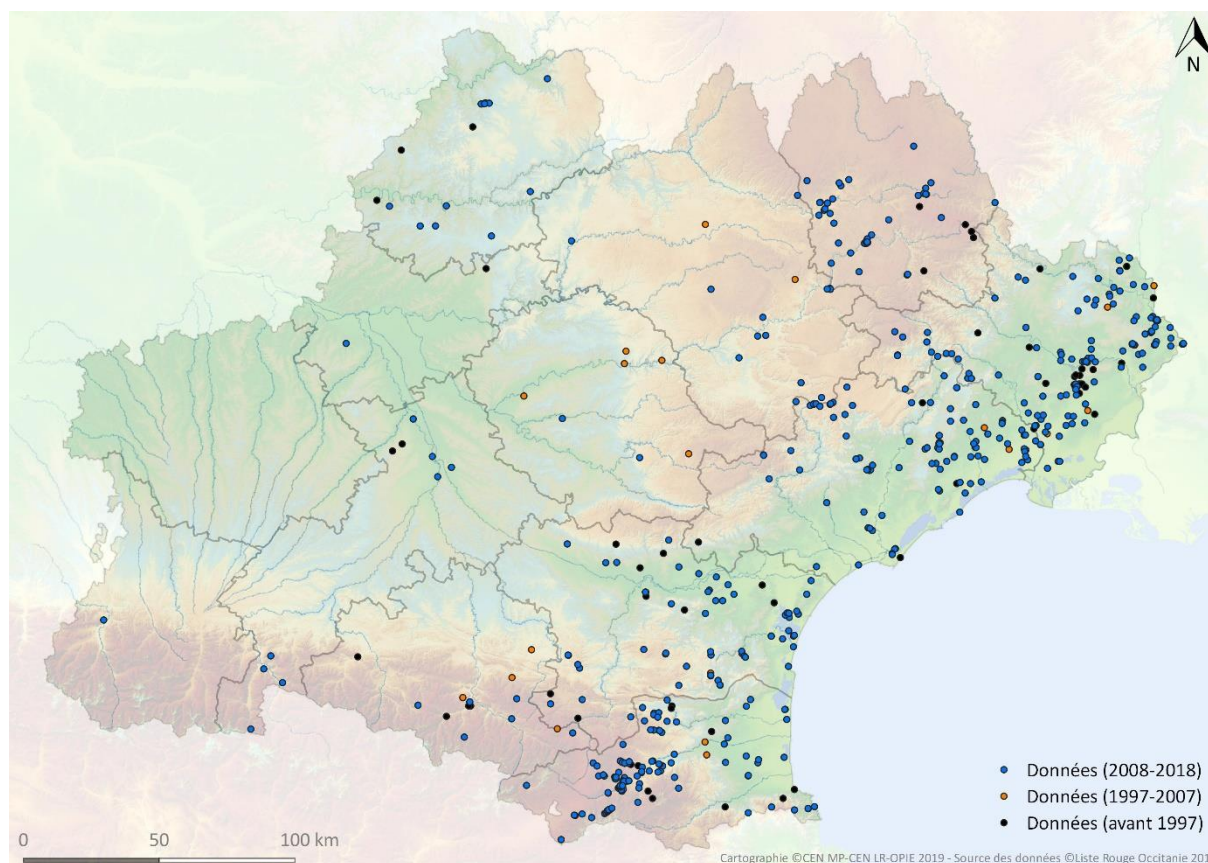 N
Données (2008-2018)
Données (1997-2007)
Données (avant 1997)
0 50 100 km
Cartographie ©CEN MP-CEN LR-OPIE 2019 - Source des données ©Liste Rouge Occitanie 201